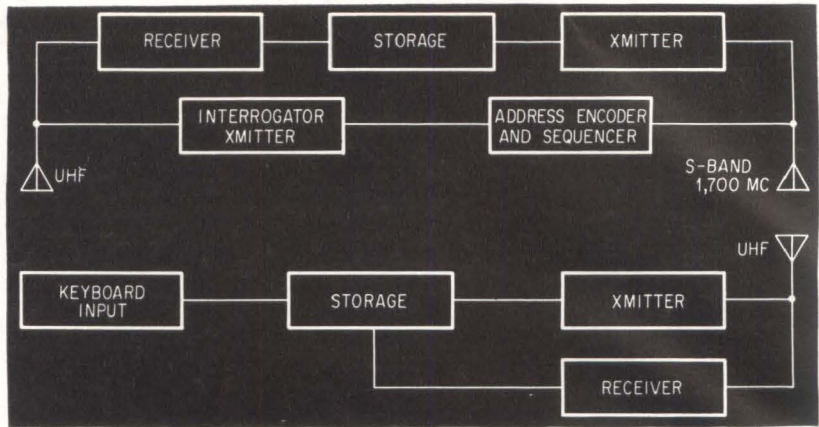 RECEIVER
STORAGE
XMITTER
INTERROGATOR
XMITTER
ADDRESS ENCODER
AND SEQUENCER
UHF
S-BAND
1,700 MC
UHF
KEYBOARD
INPUT
STORAGE
XMITTER
RECEIVER